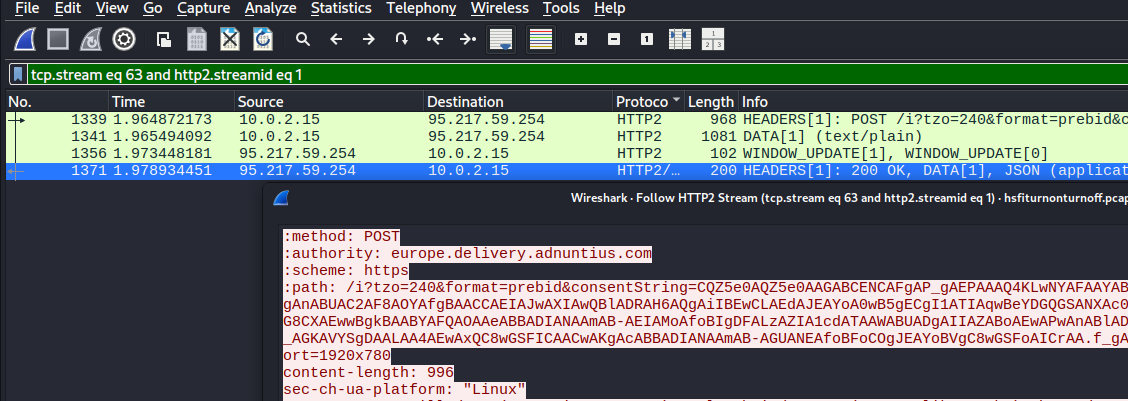 File Edit View Go Capture Analyze Statistics Telephony Wireless Tools Help
tcp.stream eq 63 and http2.streamid eq 1
No. Time Source Destination Protoco Length Info
1339 1.964872173 10.0.2.15 95.217.59.254 HTTP2 968 HEADERS[1]: POST /i?tzo=240&format=prebid&c
1341 1.965494092 10.0.2.15 95.217.59.254 HTTP2 1081 DATA[1] (text/plain)
1356 1.973448181 95.217.59.254 10.0.2.15 HTTP2 102 WINDOW_UPDATE[1], WINDOW_UPDATE[0]
1371 1.978934451 95.217.59.254 10.0.2.15 HTTP2/… 200 HEADERS[1]: 200 OK, DATA[1], JSON (applicat
Wireshark · Follow HTTP2 Stream (tcp.stream eq 63 and http2.streamid eq 1) · hsfiturnonturnoff.pcap
:method: POST
:authority: europe.delivery.adnuntius.com
:scheme: https
:path: /i?tzo=240&format=prebid&consentString=CQZ5e0AQZ5e0AAGABCENCAFgAP_gAEPAAAQ4KLwNYAFAAYAB
gAnABUAC2AF8AOYAfgBAACCAEIAJwAXIAwQBlADRAH6AQgAiIBEwCLAEdAJEAYoA0wB5gECgI1ATIAqwBeYDGQGSANXAc0
G8CXAEwwBgkBAABYAFQAOAAeABBADIANAAmAB-AEIAMoAfoBIgDFALzAZIA1cdATAAWABUADgAIIAZABoAEwAPwAnABlAD
_AGKAVYSgDAALAA4AEwAxQC8wGSFICAACwAKgAcABBADIANAAmAB-AGUANEAfoBFoCOgJEAYoBVgC8wGSFoAICrAA.f_gA
ort=1920x780
content-length: 996
sec-ch-ua-platform: "Linux"